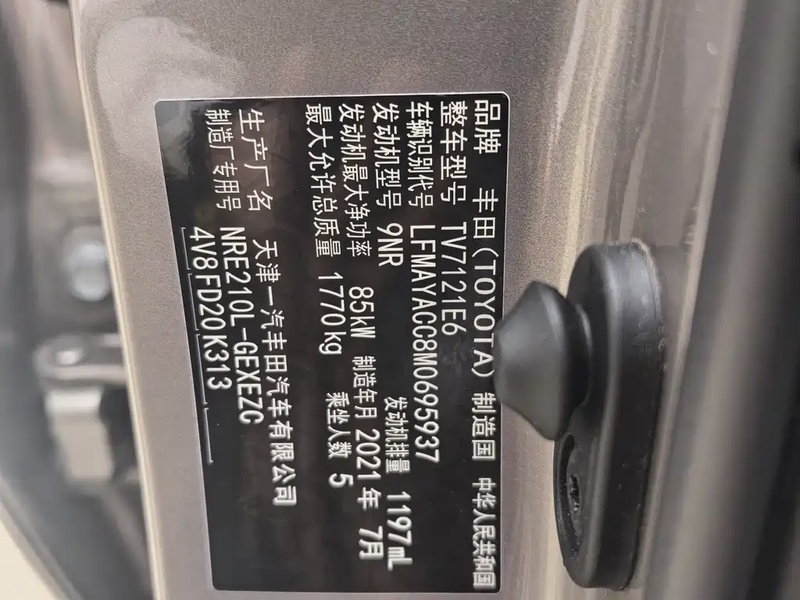 品牌 丰田(TOYOTA) 制造国 中华人民共和国
整车型号 TV7121E6
车辆识别代号 LFMAYACC8M0695937
发动机型号 9NR 发动机排量 1197mL
发动机最大净功率 85kW 制造年月 2021年 7月
最大允许总质量 1770kg 乘坐人数 5
生产厂名 天津一汽丰田汽车有限公司
制造厂专用号 NRE210L-GEXEZC
4V8 FD20 K313